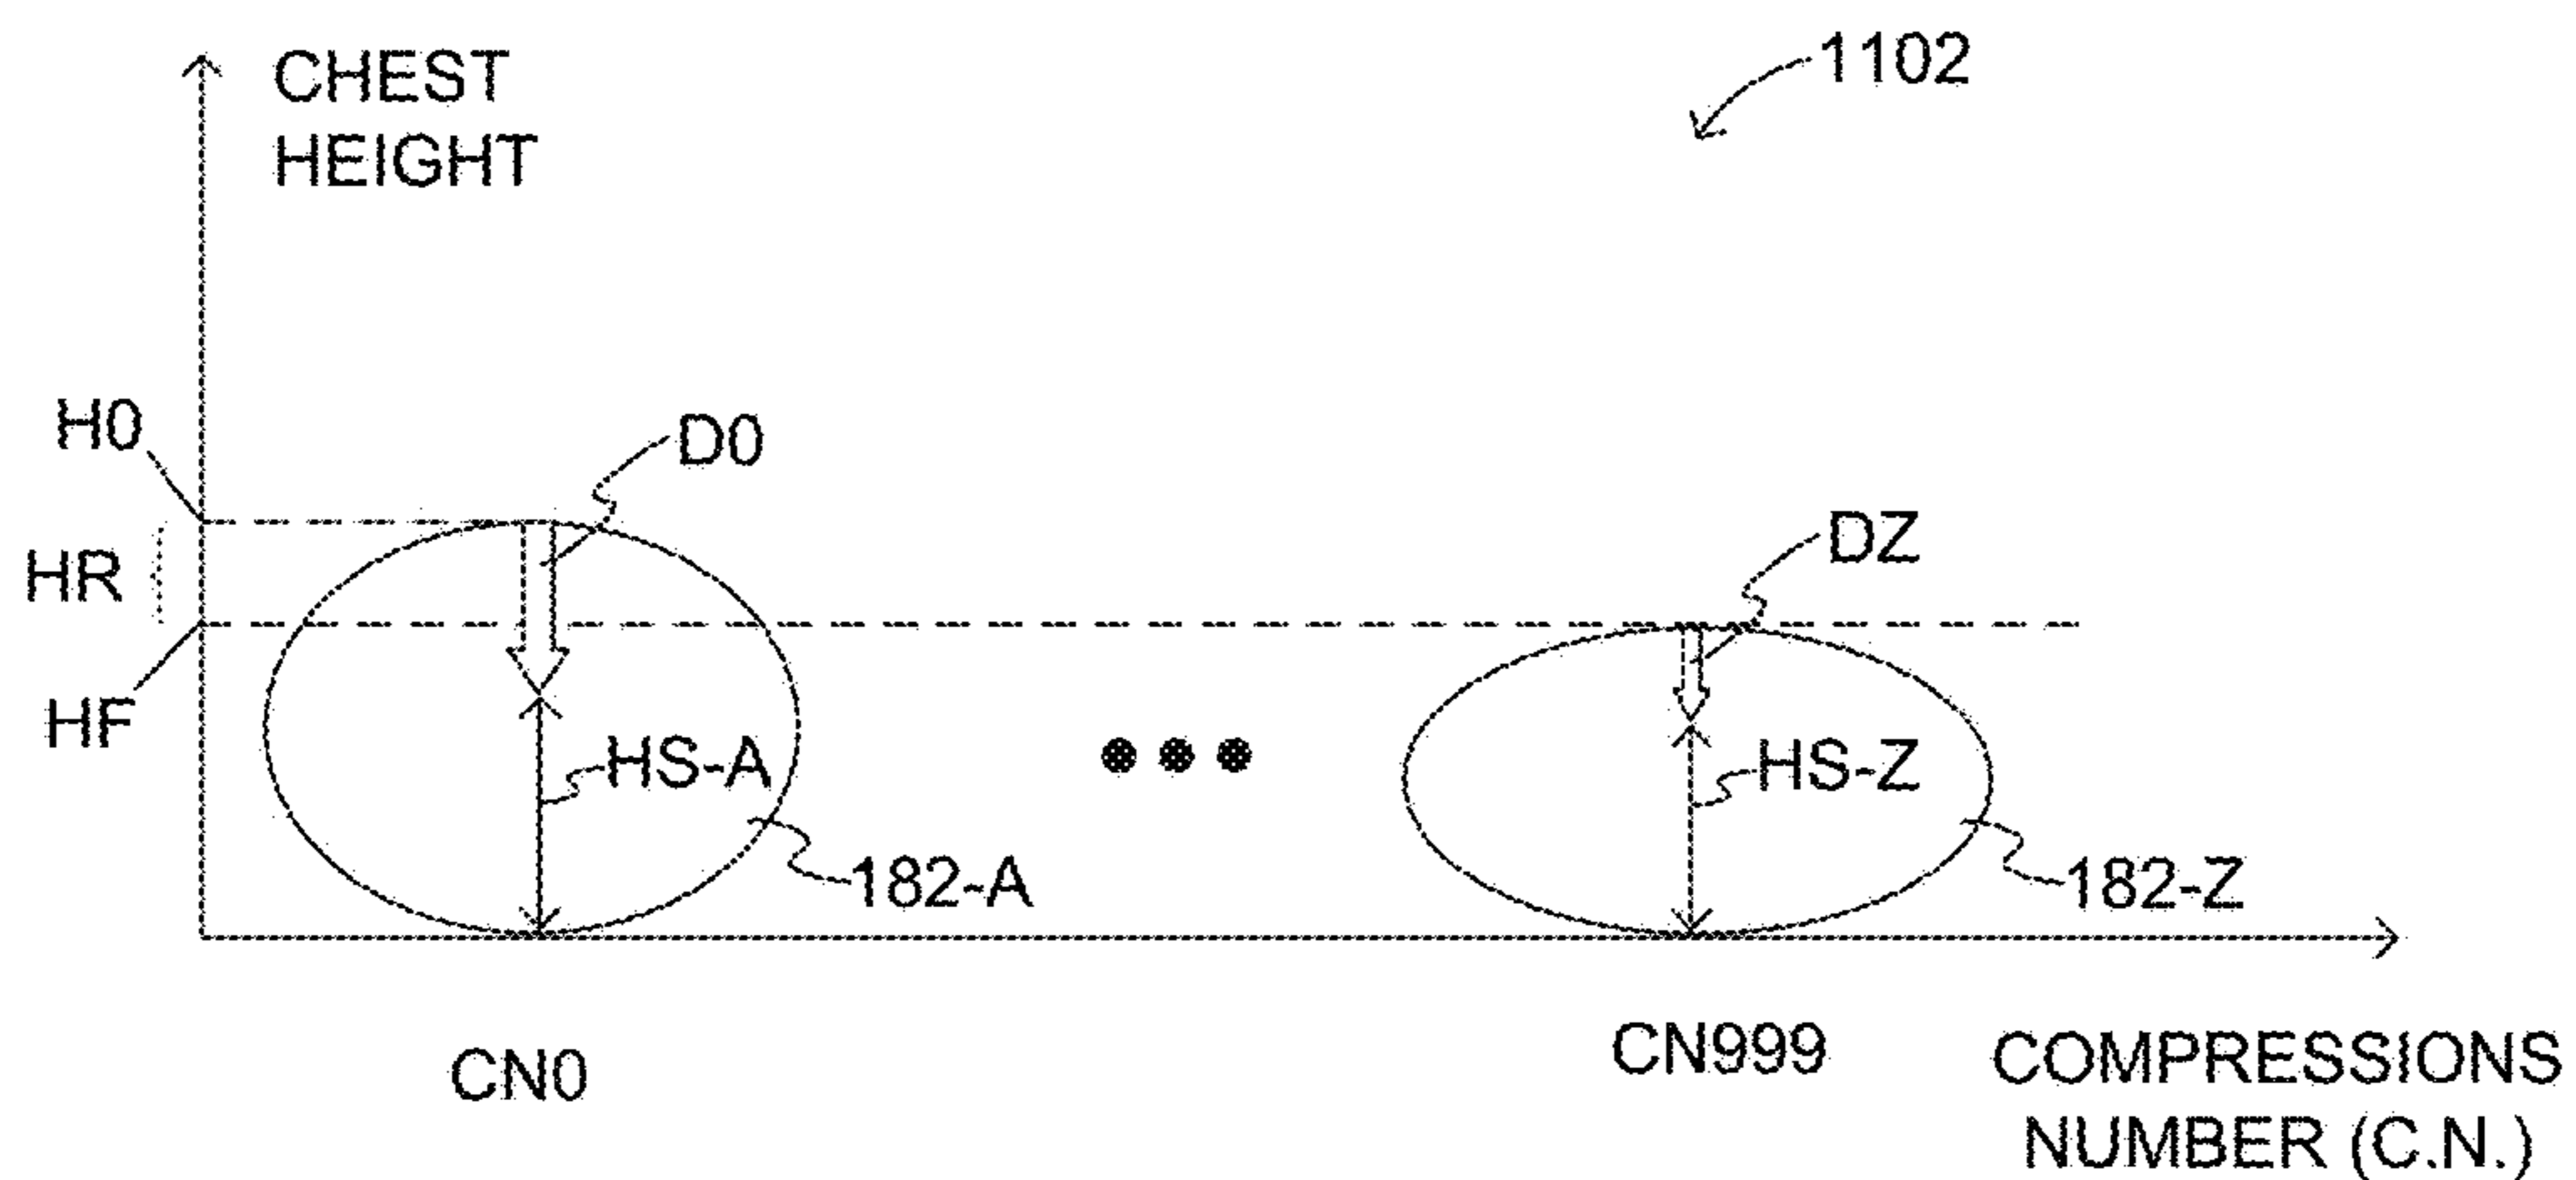 CHEST
HEIGHT
1102
H0
D0
HR
DZ
HF
HS-A
HS-Z
182-A
182-Z
CN0
CN999
COMPRESSIONS
NUMBER (C.N.)